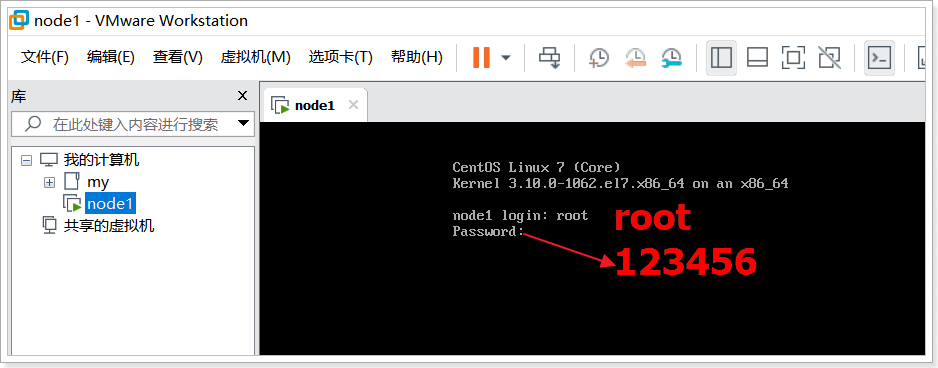 node1 - VMware Workstation
文件(F) 编辑(E) 查看(V) 虚拟机(M) 选项卡(T) 帮助(H)
库
在此处键入内容进行搜索
我的计算机
my
node1
共享的虚拟机
node1
CentOS Linux 7 (Core)
Kernel 3.10.0-1062.el7.x86_64 on an x86_64
node1 login: root
root
Password:
123456